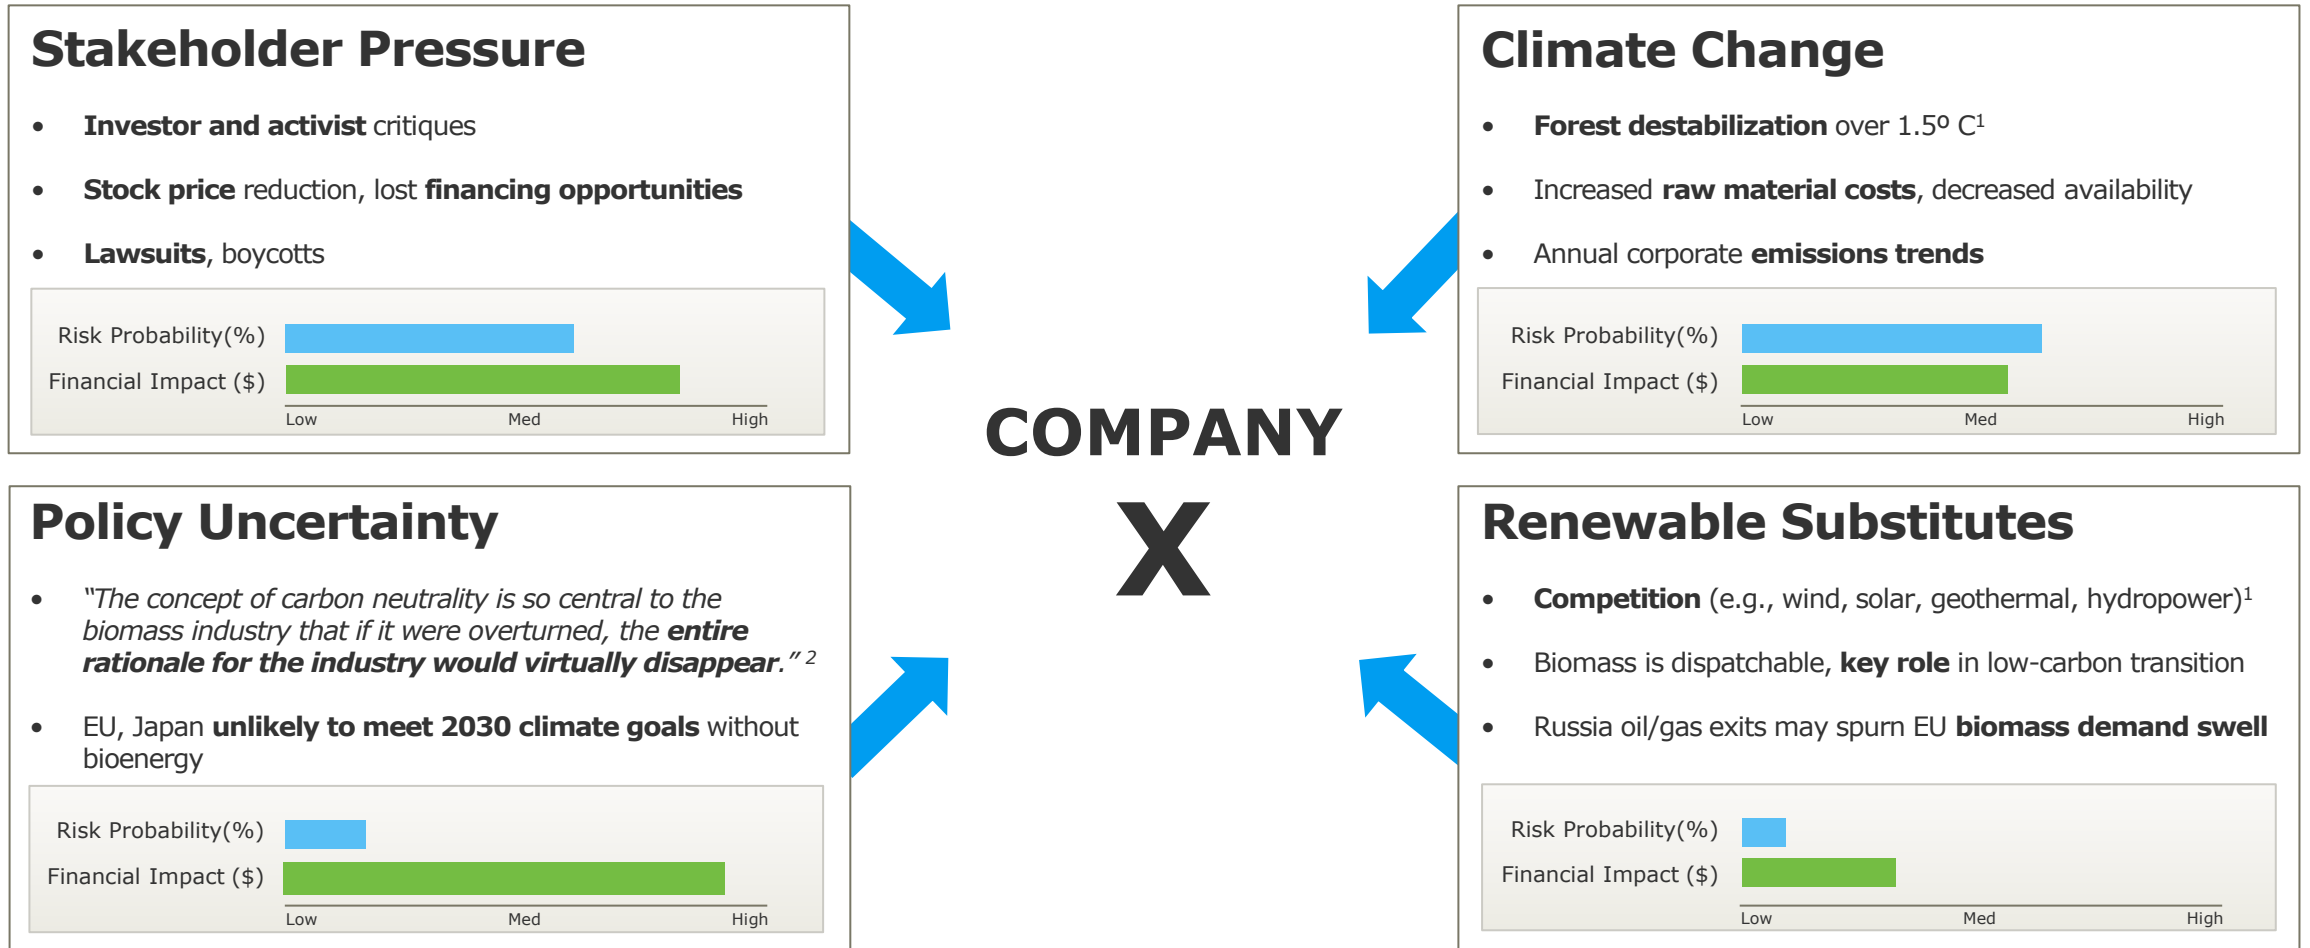 Stakeholder Pressure
• Investor and activist critiques
• Stock price reduction, lost financing opportunities
• Lawsuits, boycotts
Risk Probability(%)
Financial Impact ($)
Low Med High
Climate Change
• Forest destabilization over 1.5º C¹
• Increased raw material costs, decreased availability
• Annual corporate emissions trends
Risk Probability(%)
Financial Impact ($)
Low Med High
COMPANY
X
Policy Uncertainty
• “The concept of carbon neutrality is so central to the
biomass industry that if it were overturned, the entire
rationale for the industry would virtually disappear.” ²
• EU, Japan unlikely to meet 2030 climate goals without
bioenergy
Risk Probability(%)
Financial Impact ($)
Low Med High
Renewable Substitutes
• Competition (e.g., wind, solar, geothermal, hydropower)¹
• Biomass is dispatchable, key role in low-carbon transition
• Russia oil/gas exits may spurn EU biomass demand swell
Risk Probability(%)
Financial Impact ($)
Low Med High